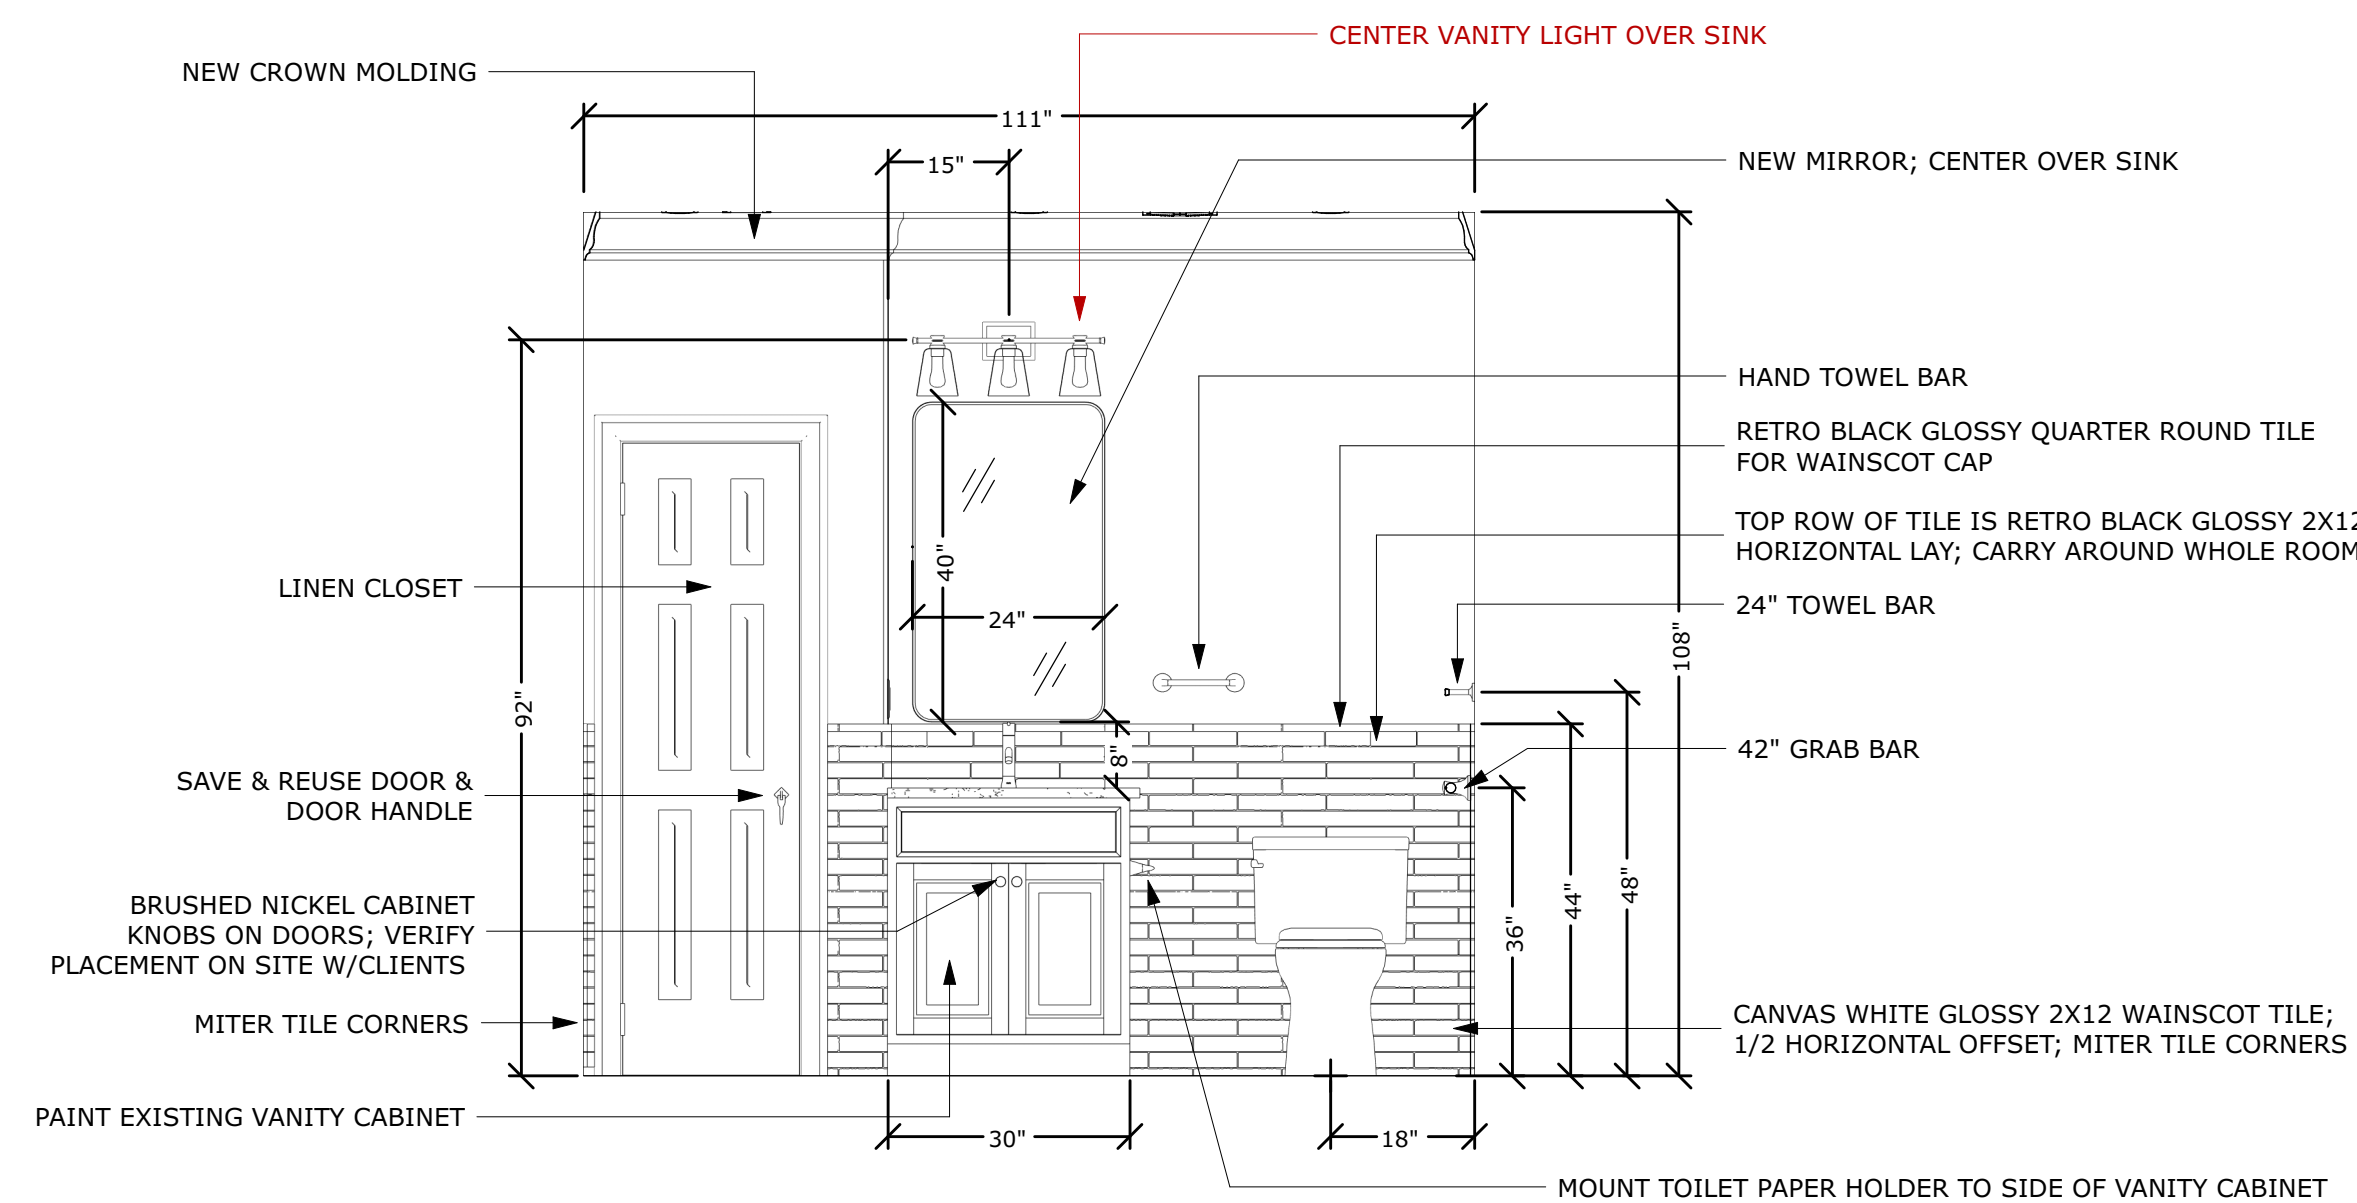 CENTER VANITY LIGHT OVER SINK
NEW CROWN MOLDING
111"
15"
NEW MIRROR; CENTER OVER SINK
HAND TOWEL BAR
RETRO BLACK GLOSSY QUARTER ROUND TILE
FOR WAINSCOT CAP
TOP ROW OF TILE IS RETRO BLACK GLOSSY 2X12
HORIZONTAL LAY; CARRY AROUND WHOLE ROOM
40"
LINEN CLOSET
24"
24" TOWEL BAR
108"
92"
8"
42" GRAB BAR
SAVE & REUSE DOOR &
DOOR HANDLE
48"
44"
36"
BRUSHED NICKEL CABINET
KNOBS ON DOORS; VERIFY
PLACEMENT ON SITE W/CLIENTS
MITER TILE CORNERS
CANVAS WHITE GLOSSY 2X12 WAINSCOT TILE;
1/2 HORIZONTAL OFFSET; MITER TILE CORNERS
PAINT EXISTING VANITY CABINET
30"
18"
MOUNT TOILET PAPER HOLDER TO SIDE OF VANITY CABINET